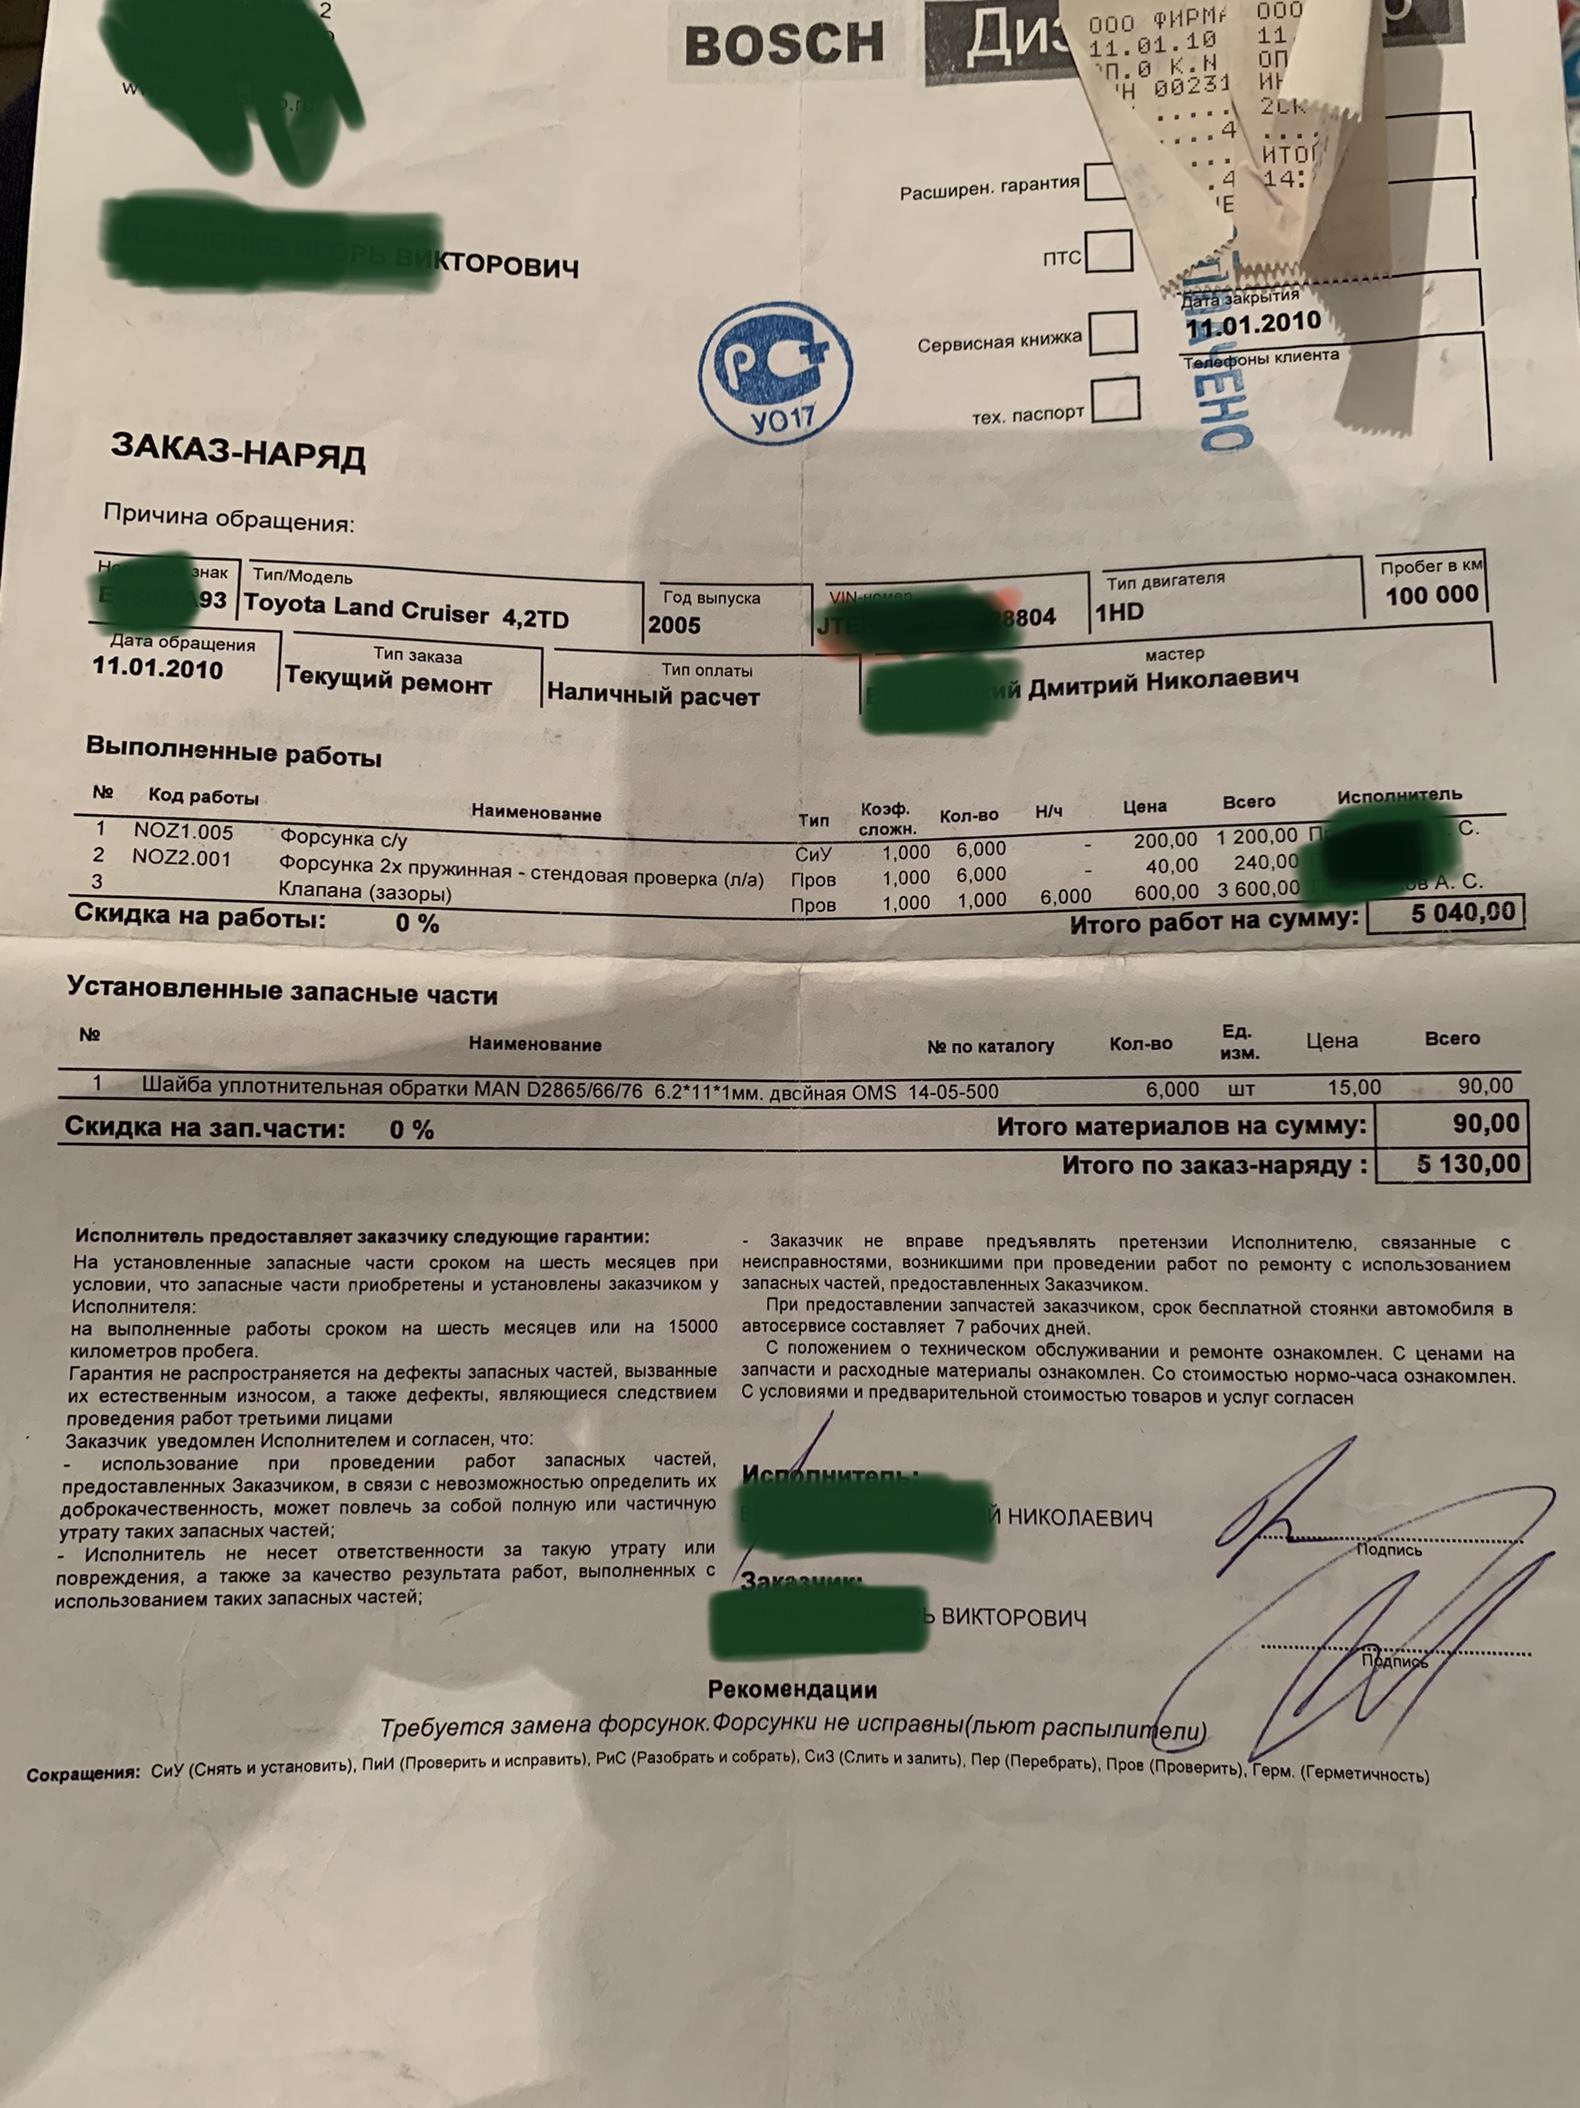 2
BOSCH
ООО ФИРМА ООО
11.01.10 11
К.N ОП
00231
ИТОГ
14:
Расширен. гарантия
ВИКТОРОВИЧ
ПТС
Дата закрытия
11.01.2010
Сервисная книжка
Телефоны клиента
РСТ
УО17
тех. паспорт
ЗАКАЗ-НАРЯД
Причина обращения:
знак Тип/Модель Год выпуска VIN-номер Тип двигателя Пробег в км
93 Toyota Land Cruiser 4,2TD 2005 8804 1HD 100 000
Дата обращения Тип заказа Тип оплаты мастер
11.01.2010 Текущий ремонт Наличный расчет Дмитрий Николаевич
Выполненные работы
№ Код работы Наименование Тип Коэф. сложн. Кол-во Н/ч Цена Всего Исполнитель
1 NOZ1.005 Форсунка с/у СиУ 1,000 6,000 - 200,00 1 200,00 С.
2 NOZ2.001 Форсунка 2х пружинная - стендовая проверка (л/а) Пров 1,000 6,000 - 40,00 240,00
3 Клапана (зазоры) Пров 1,000 1,000 6,000 600,00 3 600,00 А. С.
Скидка на работы: 0 % Итого работ на сумму: 5 040,00
Установленные запасные части
№ Наименование № по каталогу Кол-во Ед. изм. Цена Всего
1 Шайба уплотнительная обратки MAN D2865/66/76 6.2*11*1мм. двойная OMS 14-05-500 6,000 шт 15,00 90,00
Скидка на зап.части: 0 % Итого материалов на сумму: 90,00
Итого по заказ-наряду : 5 130,00
Исполнитель предоставляет заказчику следующие гарантии:
На установленные запасные части сроком на шесть месяцев при
условии, что запасные части приобретены и установлены заказчиком у
Исполнителя:
на выполненные работы сроком на шесть месяцев или на 15000
километров пробега.
Гарантия не распространяется на дефекты запасных частей, вызванные
их естественным износом, а также дефекты, являющиеся следствием
проведения работ третьими лицами
Заказчик уведомлен Исполнителем и согласен, что:
- использование при проведении работ запасных частей,
предоставленных Заказчиком, в связи с невозможностью определить их
доброкачественность, может повлечь за собой полную или частичную
утрату таких запасных частей;
- Исполнитель не несет ответственности за такую утрату или
повреждения, а также за качество результата работ, выполненных с
использованием таких запасных частей;
- Заказчик не вправе предъявлять претензии Исполнителю, связанные с
неисправностями, возникшими при проведении работ по ремонту с использованием
запасных частей, предоставленных Заказчиком.
При предоставлении запчастей заказчиком, срок бесплатной стоянки автомобиля в
автосервисе составляет 7 рабочих дней.
С положением о техническом обслуживании и ремонте ознакомлен. С ценами на
запчасти и расходные материалы ознакомлен. Со стоимостью нормо-часа ознакомлен.
С условиями и предварительной стоимостью товаров и услуг согласен
Исполнитель:
Й НИКОЛАЕВИЧ
Подпись
Заказчик:
Ь ВИКТОРОВИЧ
Подпись
Рекомендации
Требуется замена форсунок.Форсунки не исправны(льют распылители)
Сокращения: СиУ (Снять и установить), ПиИ (Проверить и исправить), РиС (Разобрать и собрать), СиЗ (Слить и залить), Пер (Перебрать), Пров (Проверить), Герм. (Герметичность)